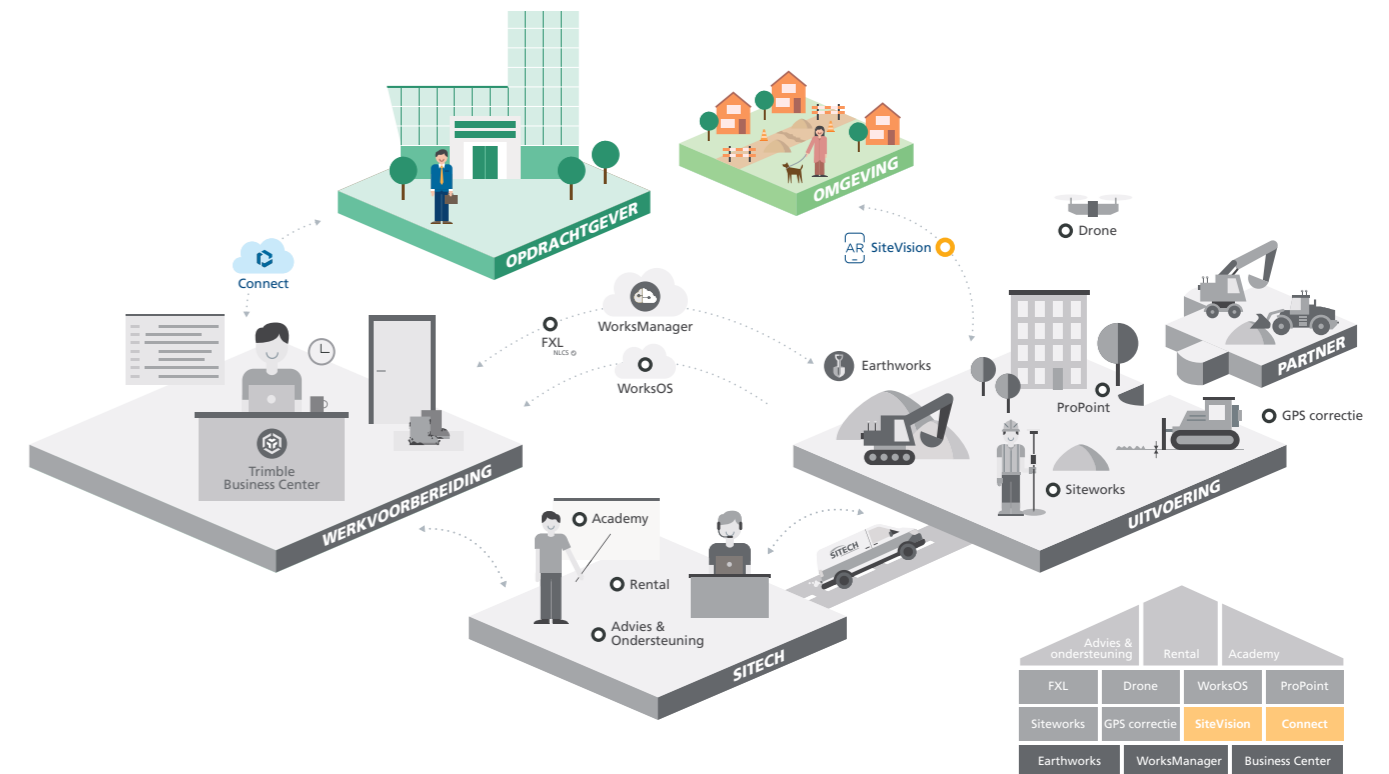 OPDRACHTGEVER
OMGEVING
Drone
AR SiteVision
Connect
WorksManager
FXL
NLCS
WorksOS
Earthworks
PARTNER
ProPoint
GPS correctie
Trimble
Business Center
WERKVOORBEREIDING
Siteworks
UITVOERING
Academy
SITECH
Rental
Advies &
Ondersteuning
SITECH
Advies &
ondersteuning
Rental
Academy
FXL
Drone
WorksOS
ProPoint
Siteworks
GPS correctie
SiteVision
Connect
Earthworks
WorksManager
Business Center